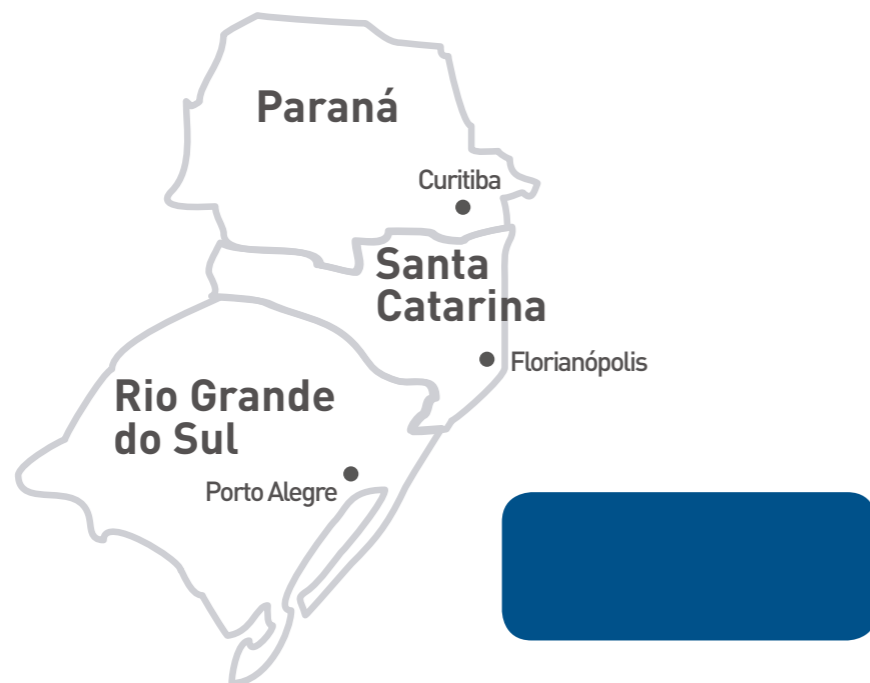 Paraná
Curitiba
Santa
Catarina
Florianópolis
Rio Grande
do Sul
Porto Alegre